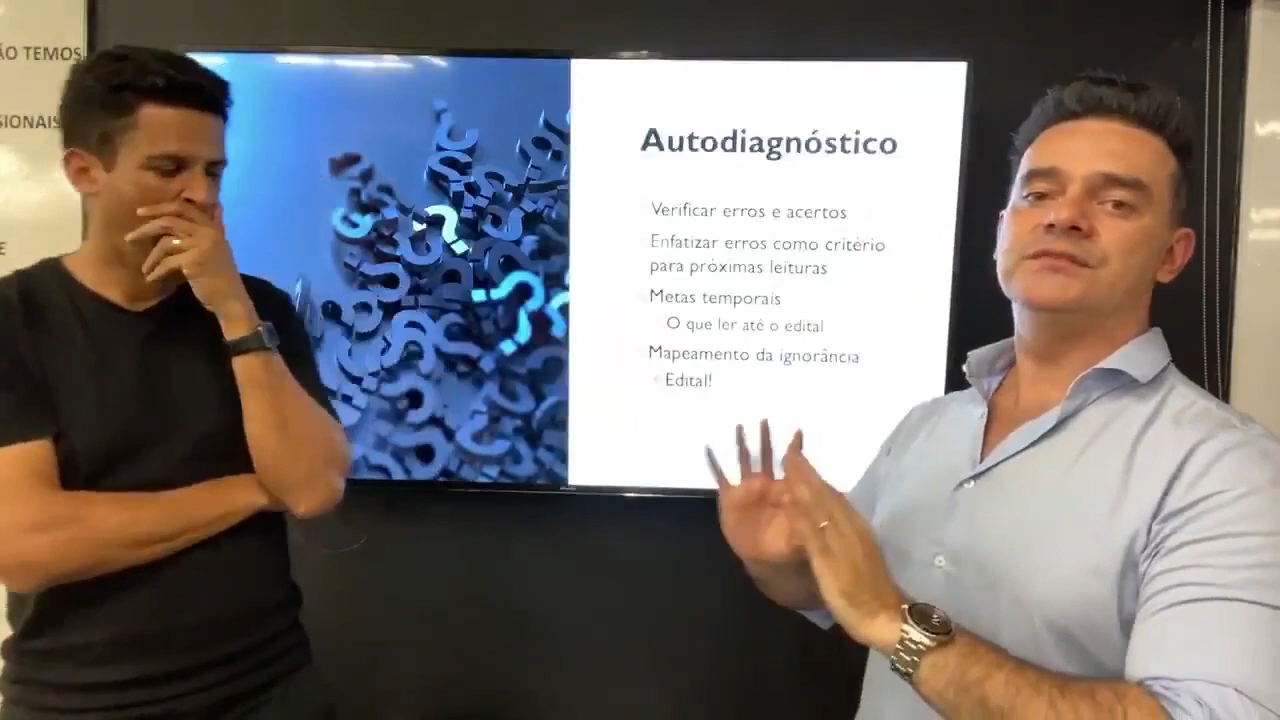 ÃO TEMOS
SIONAIS
E
Autodiagnóstico
Verificar erros e acertos
Enfatizar erros como critério
para próximas leituras
Metas temporais
O que ler até o edital
Mapeamento da ignorância
Edital!